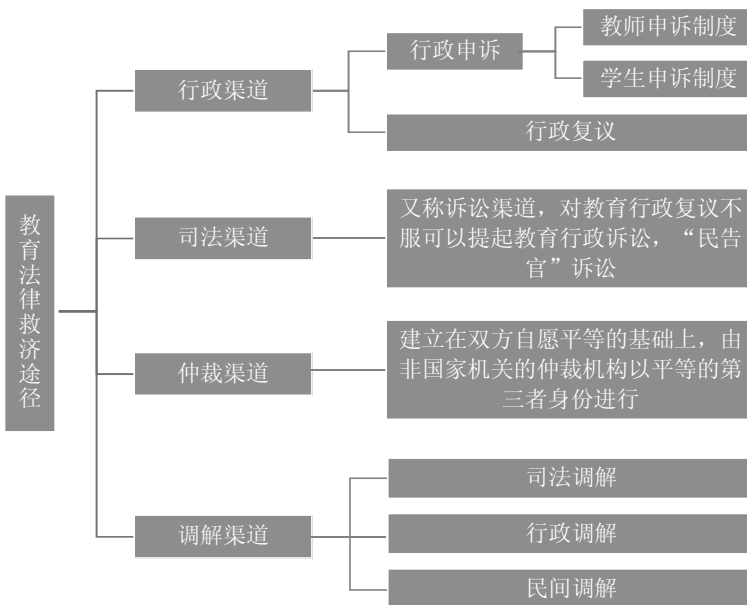 教育法律救济途径
行政渠道
行政申诉
教师申诉制度
学生申诉制度
行政复议
司法渠道
又称诉讼渠道，对教育行政复议不
服可以提起教育行政诉讼，“民告
官”诉讼
仲裁渠道
建立在双方自愿平等的基础上，由
非国家机关的仲裁机构以平等的第
三者身份进行
调解渠道
司法调解
行政调解
民间调解